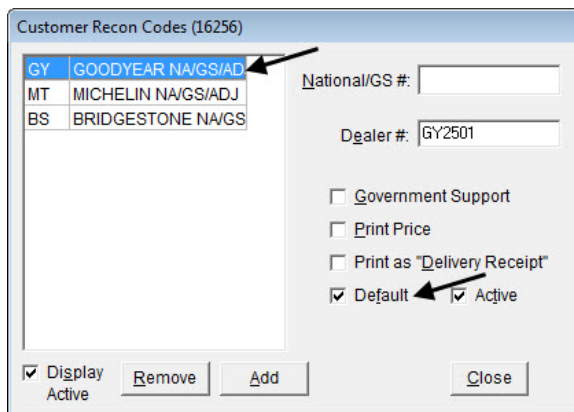 Customer Recon Codes (16256)
GY GOODYEAR NA/GS/AD
MT MICHELIN NA/GS/ADJ
BS BRIDGESTONE NA/GS
National/GS #:
Dealer #: GY2501
Government Support
Print Price
Print as "Delivery Receipt"
Default Active
Display Active
Remove Add Close